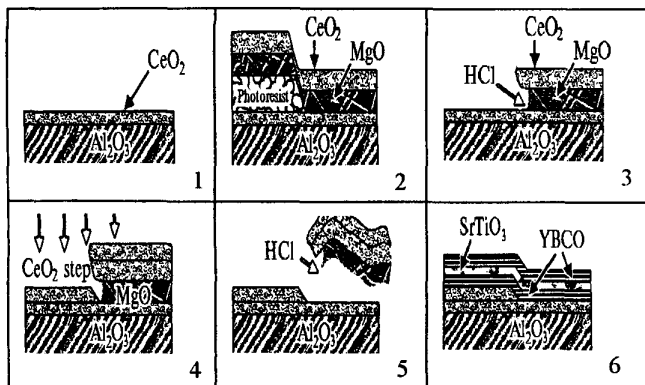 CeO₂
Al₂O₃
1
CeO₂
MgO
Photoresist
Al₂O₃
2
CeO₂
MgO
HCl
Al₂O₃
3
CeO₂ step
MgO
Al₂O₃
4
HCl
Al₂O₃
5
SrTiO₃
YBCO
Al₂O₃
6